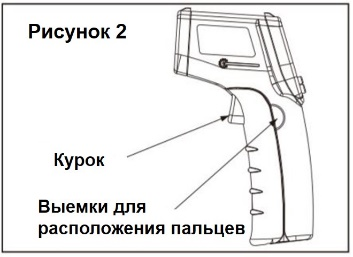 Рисунок 2
Курок
Выемки для
расположения пальцев